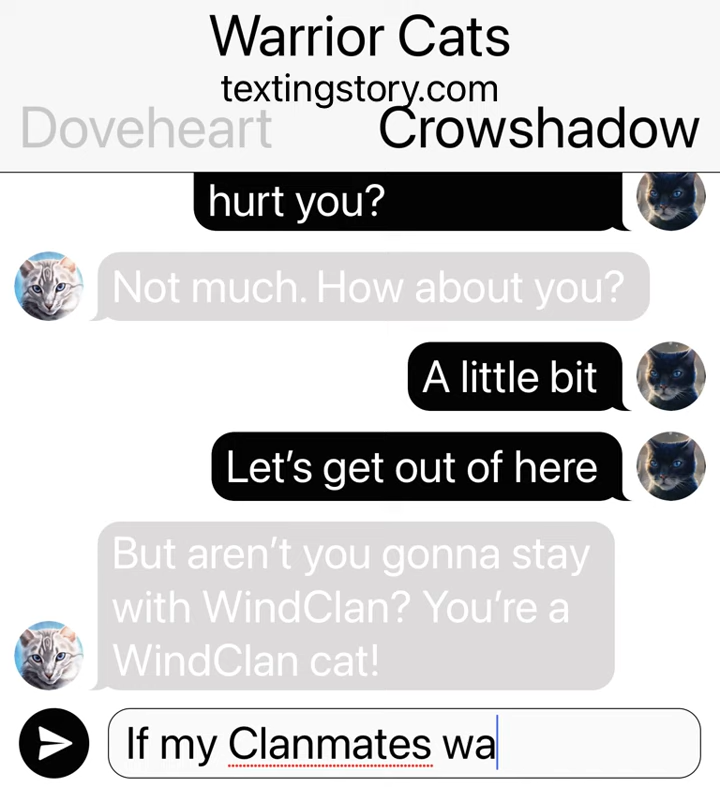 Warrior Cats
textingstory.com
Doveheart Crowshadow
hurt you?
Not much. How about you?
A little bit
Let's get out of here
But aren't you gonna stay
with WindClan? You're a
WindClan cat!
If my Clanmates wa